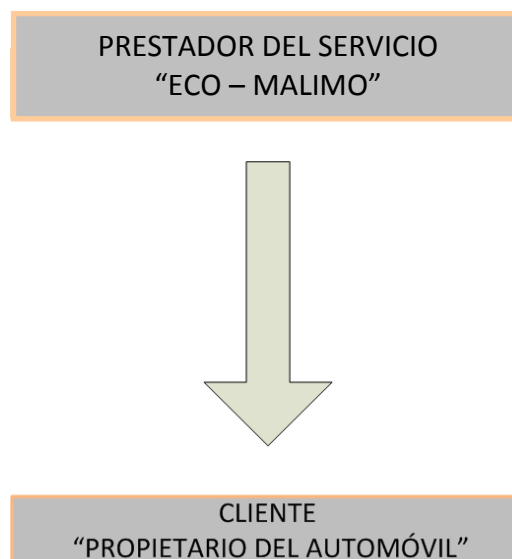 PRESTADOR DEL SERVICIO
“ECO – MALIMO”
CLIENTE
“PROPIETARIO DEL AUTOMÓVIL”